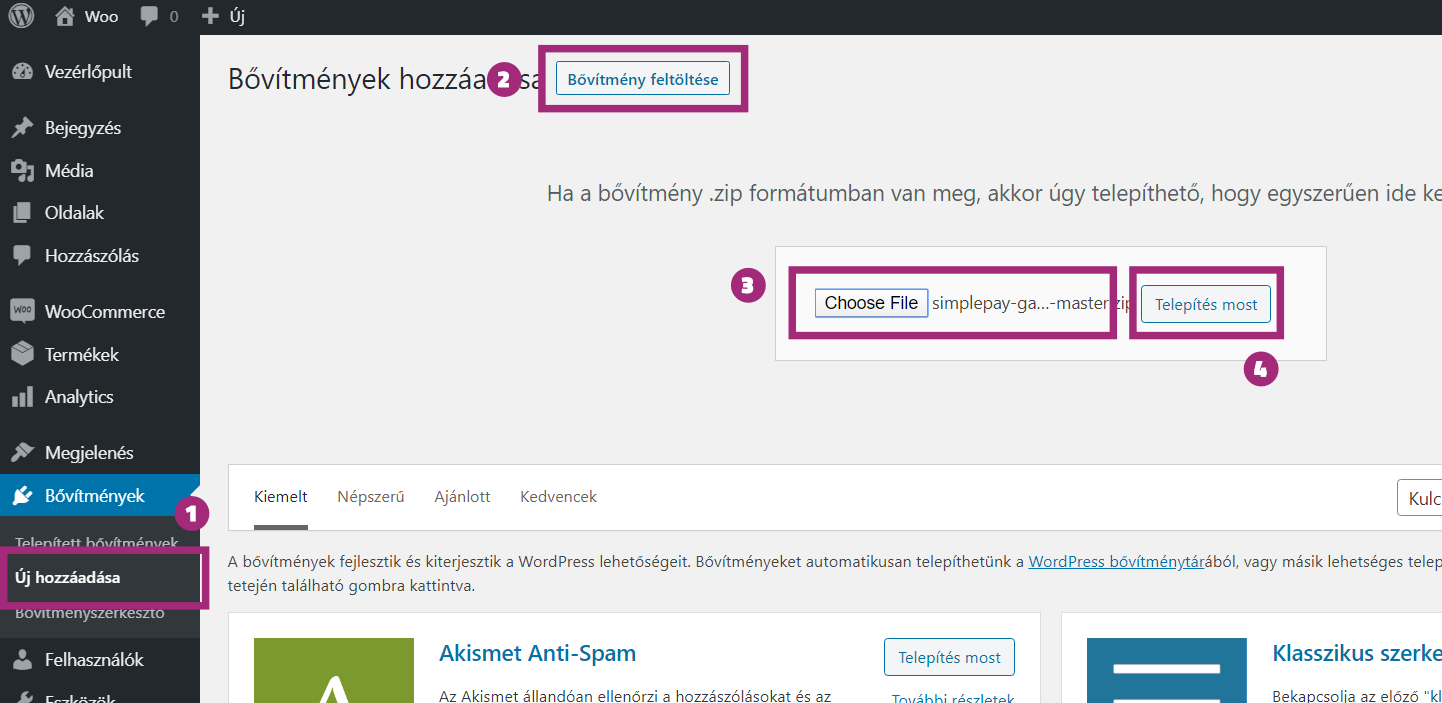 Woo 0 Új
Vezérlőpult
Bejegyzés
Média
Oldalak
Hozzászólás
WOO WooCommerce
Termékek
Analytics
Megjelenés
Bővítmények
1
Telepített bővítmények
Új hozzáadása
Bővítményszerkesztő
Felhasználók
Eszközök
Bővítmények hozzáa
2
Bővítmény feltöltése
Ha a bővítmény .zip formátumban van meg, akkor úgy telepíthető, hogy egyszerűen ide ke
3
Choose File simplepay-ga...-master.zip
Telepítés most
4
Kiemelt Népszerű Ajánlott Kedvencek
Kulc
A bővítmények fejlesztik és kiterjesztik a WordPress lehetőségeit. Bővítményeket automatikusan telepíthetünk a WordPress bővítménytárából, vagy másik lehetséges telep
tetején található gombra kattintva.
Akismet Anti-Spam
Telepítés most
Az Akismet állandóan ellenőrzi a hozzászólásokat és az
További részletek
Klasszikus szerke
Bekapcsolja az előző "kl